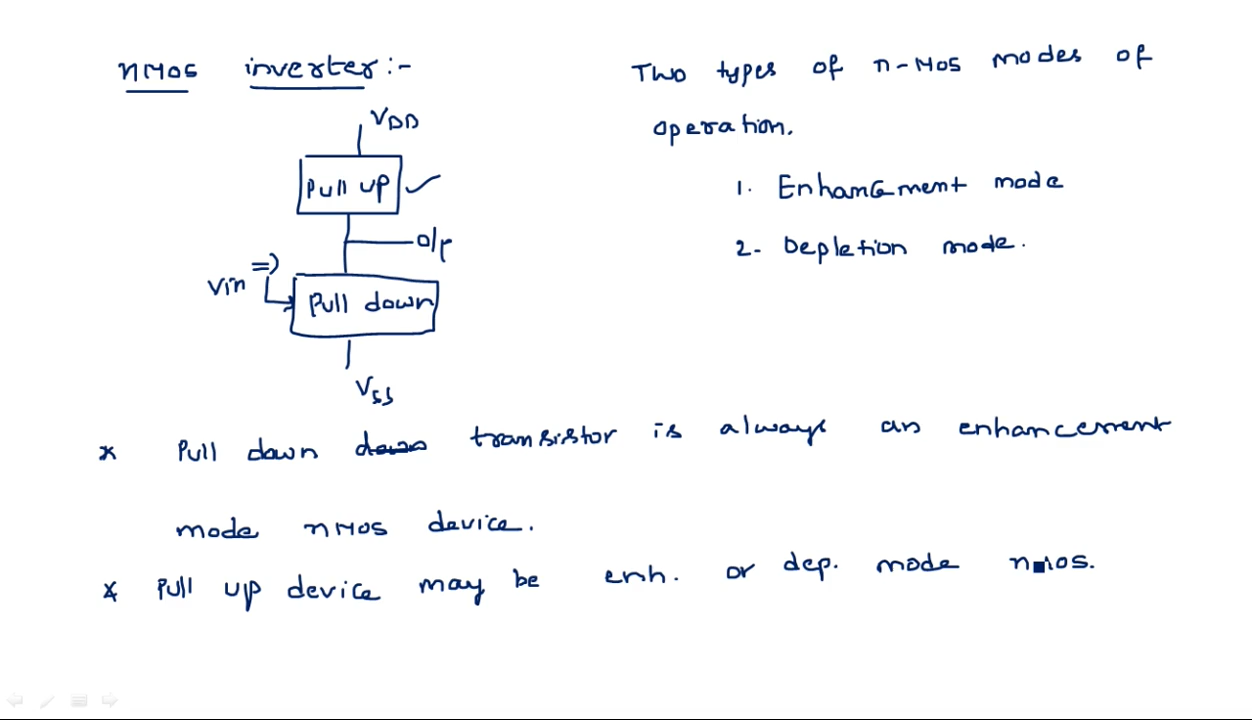 nMOS inverter :-
VDD
Pull up
o/p
Vin =>
Pull down
VSS
Two types of n-MOS modes of
operation.
1. Enhancement mode
2. Depletion mode.
* Pull down down transistor is always an enhancement
mode nMOS device.
* Pull up device may be enh. or dep. mode nmos.